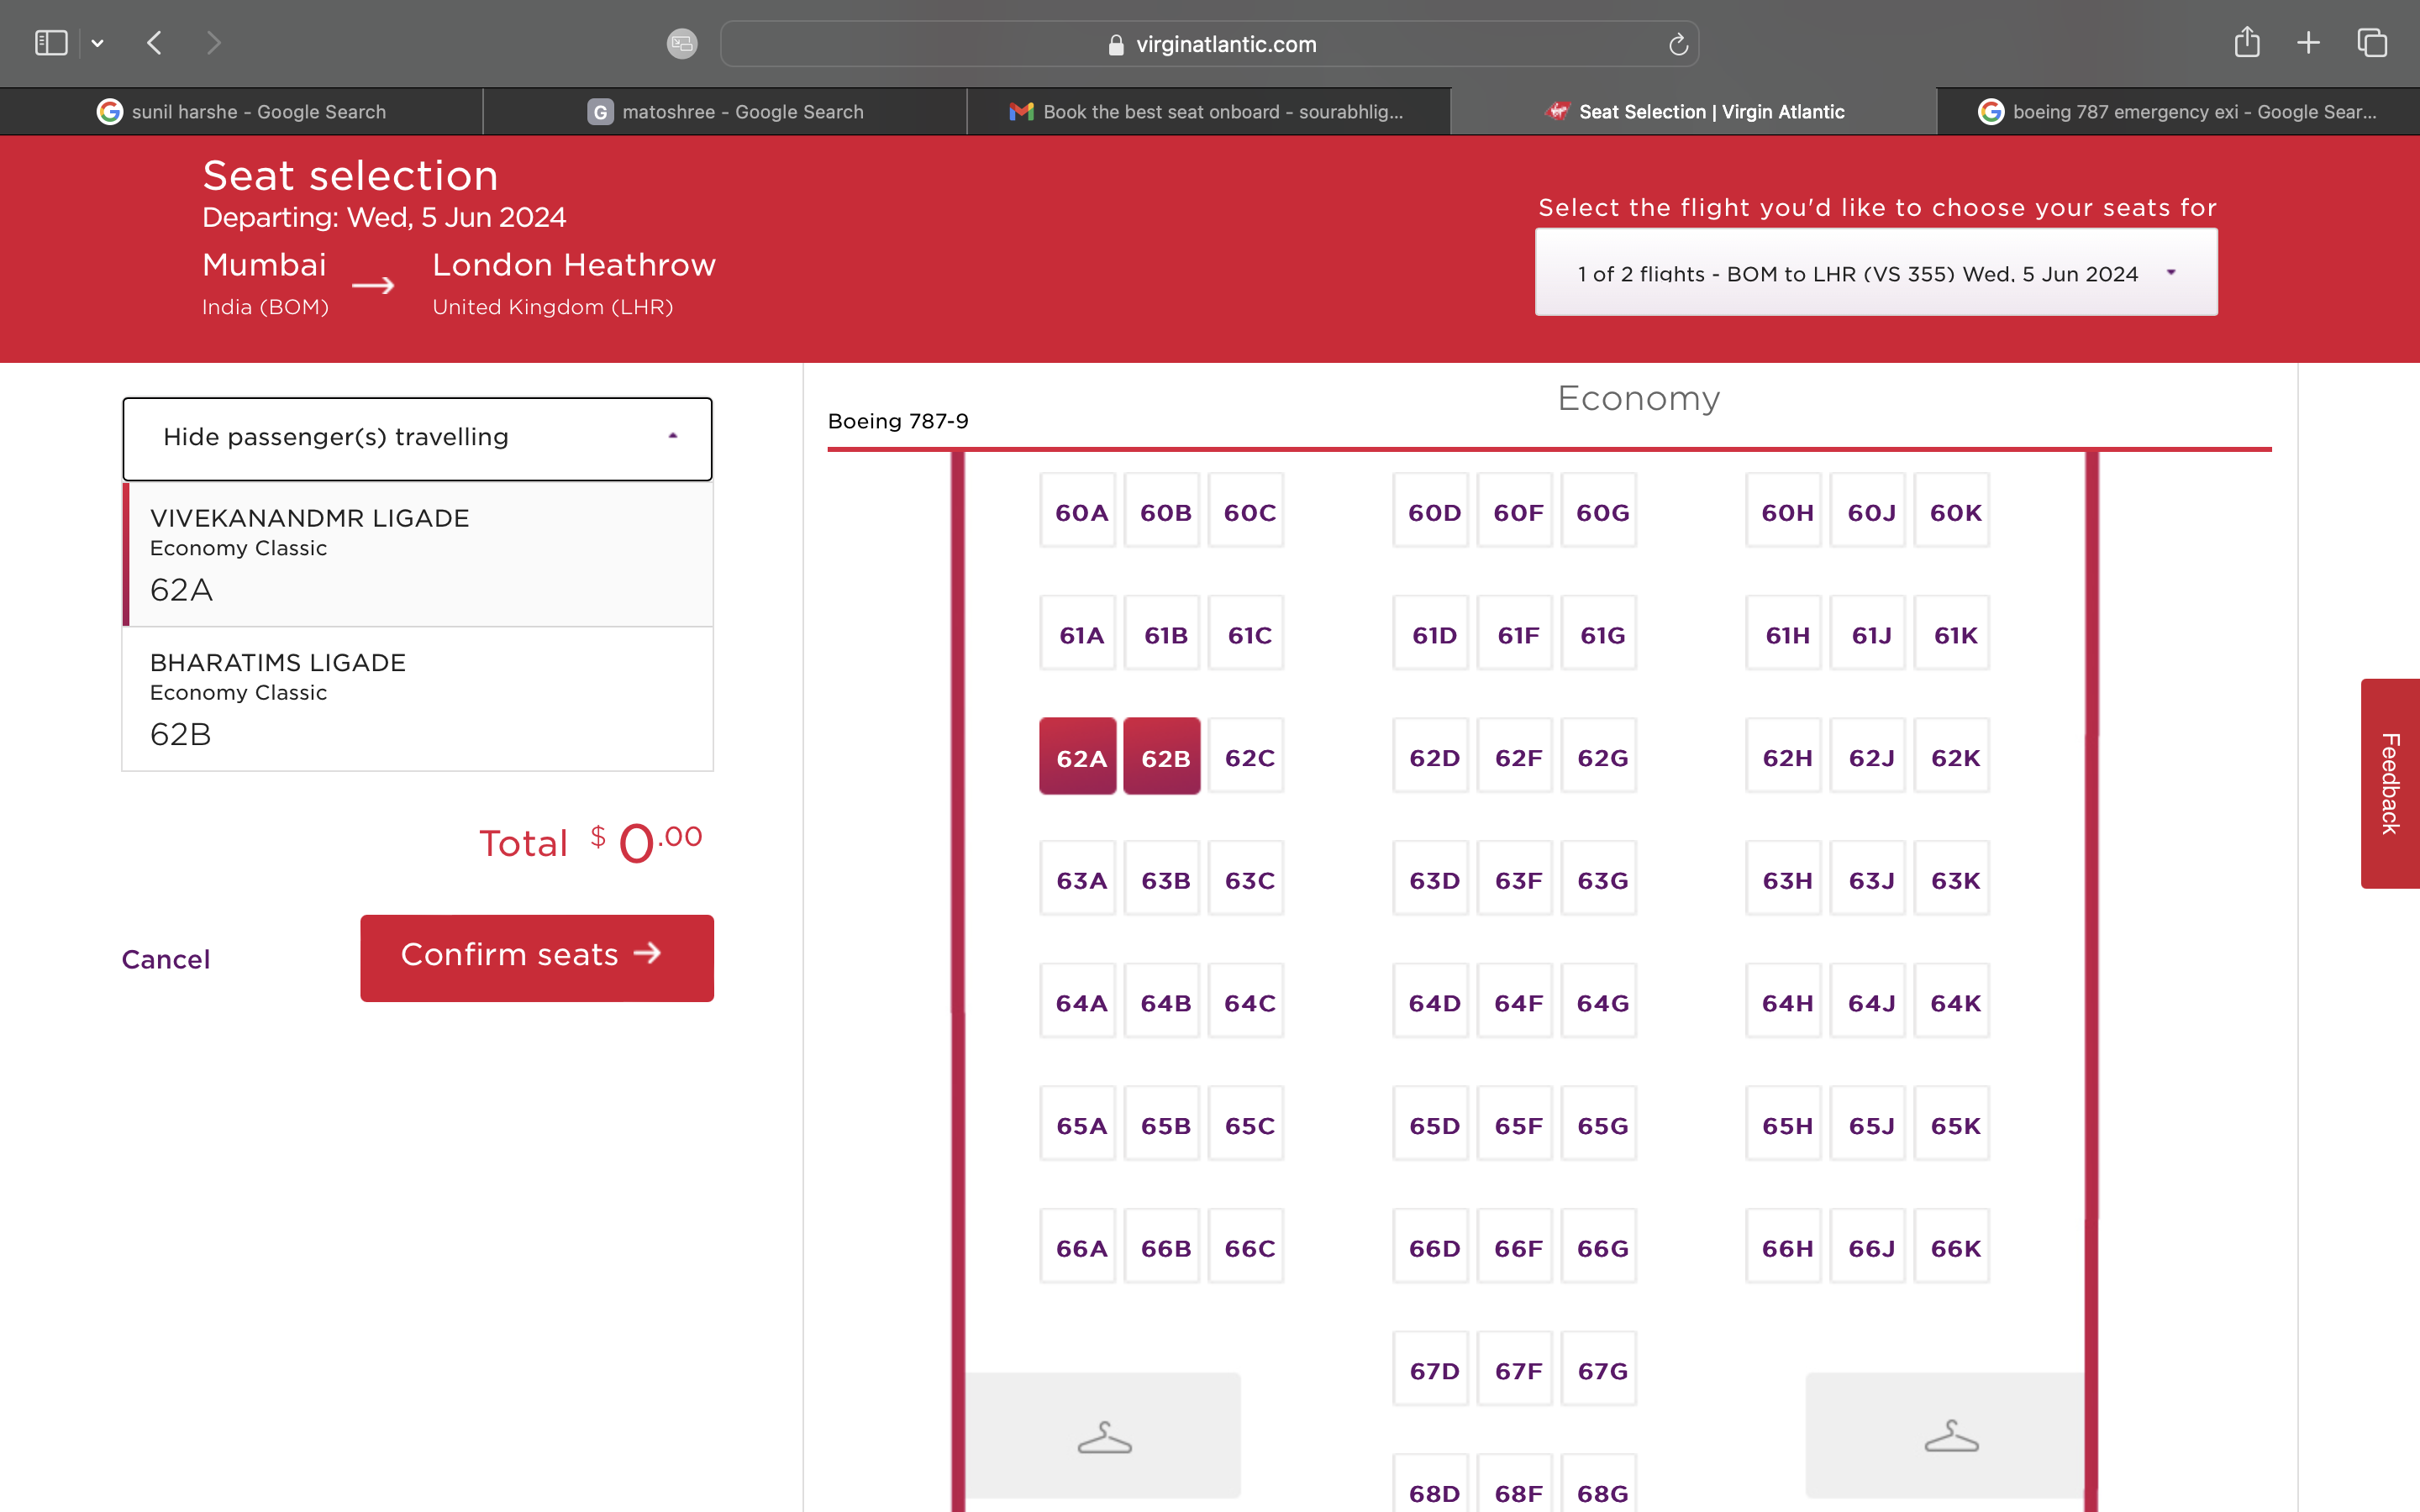 virginatlantic.com
sunil harshe - Google Search
G matoshree - Google Search
Book the best seat onboard - sourabhlig...
Seat Selection | Virgin Atlantic
boeing 787 emergency exi - Google Sear...
Seat selection
Departing: Wed, 5 Jun 2024
Mumbai
India (BOM)
London Heathrow
United Kingdom (LHR)
Select the flight you'd like to choose your seats for
1 of 2 flights - BOM to LHR (VS 355) Wed, 5 Jun 2024
Hide passenger(s) travelling
VIVEKANANDMR LIGADE
Economy Classic
62A
BHARATIMS LIGADE
Economy Classic
62B
Total $ 0.00
Cancel
Confirm seats
Economy
Boeing 787-9
60A 60B 60C 60D 60F 60G 60H 60J 60K
61A 61B 61C 61D 61F 61G 61H 61J 61K
62A 62B 62C 62D 62F 62G 62H 62J 62K
63A 63B 63C 63D 63F 63G 63H 63J 63K
64A 64B 64C 64D 64F 64G 64H 64J 64K
65A 65B 65C 65D 65F 65G 65H 65J 65K
66A 66B 66C 66D 66F 66G 66H 66J 66K
67D 67F 67G
68D 68F 68G
Feedback